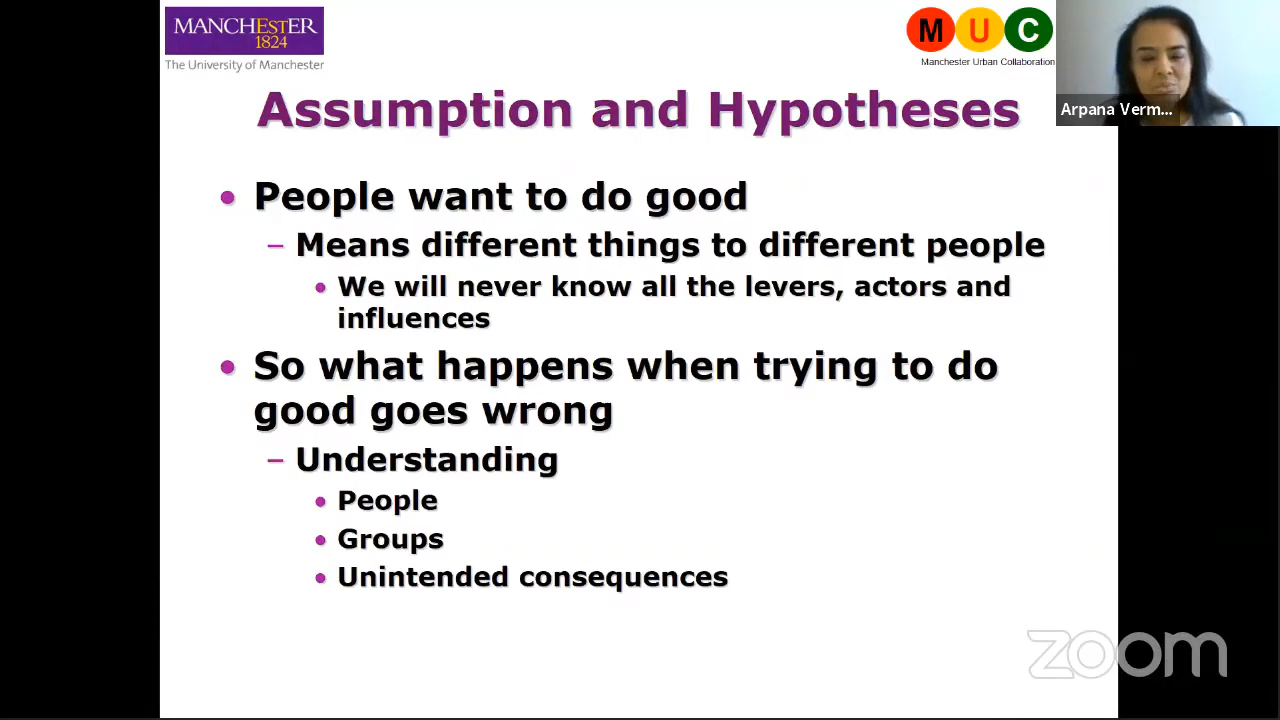 MANCHESTER
1824
The University of Manchester
M U C
Manchester Urban Collaboration
Arpana Verm...
Assumption and Hypotheses
• People want to do good
– Means different things to different people
• We will never know all the levers, actors and
influences
• So what happens when trying to do
good goes wrong
– Understanding
• People
• Groups
• Unintended consequences
zoom